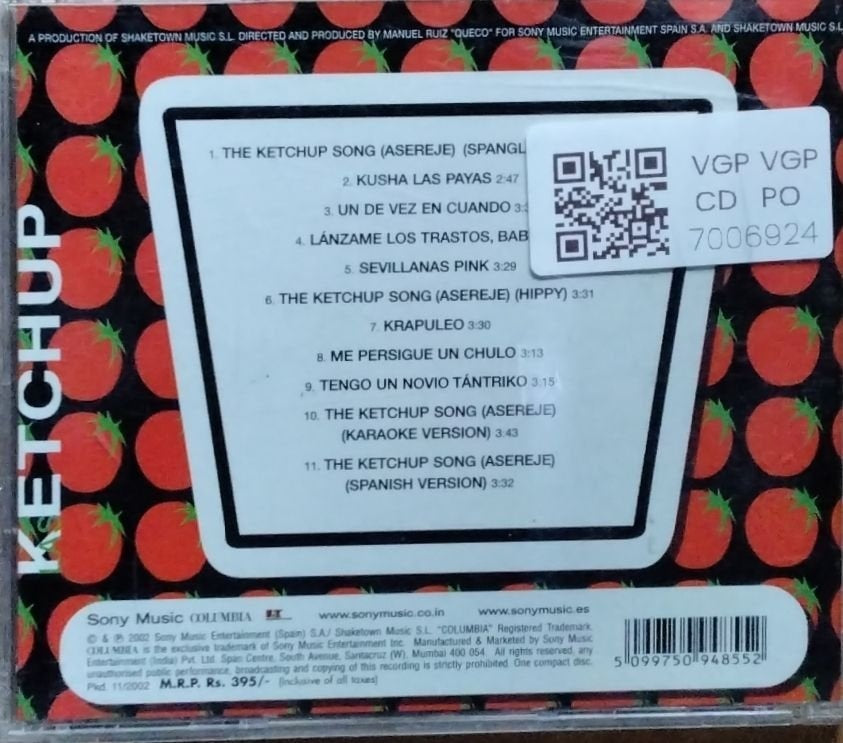 A PRODUCTION OF SHAKETOWN MUSIC S.L. DIRECTED AND PRODUCED BY MANUEL RUIZ "QUECO" FOR SONY MUSIC ENTERTAINMENT SPAIN S.A. AND SHAKETOWN MUSIC S.L
1. THE KETCHUP SONG (ASEREJE) (SPANGL
2. KUSHA LAS PAYAS 2:47
3. UN DE VEZ EN CUANDO
4. LÁNZAME LOS TRASTOS, BAB
5. SEVILLANAS PINK 3:29
6. THE KETCHUP SONG (ASEREJE) (HIPPY) 3:31
7. KRAPULEO 3:30
8. ME PERSIGUE UN CHULO 3:13
9. TENGO UN NOVIO TÁNTRIKO 3:15
10. THE KETCHUP SONG (ASEREJE)
(KARAOKE VERSION) 3:43
11. THE KETCHUP SONG (ASEREJE)
(SPANISH VERSION) 3:32
VGP VGP
CD PO
7006924
LAS KETCHUP
Sony Music COLUMBIA www.sonymusic.co.in www.sonymusic.es
© & ℗ 2002 Sony Music Entertainment (Spain) S.A./ Shaketown Music S.L. "COLUMBIA" Registered Trademark.
COLUMBIA is the exclusive trademark of Sony Music Entertainment Inc. Manufactured & Marketed by Sony Music
Entertainment (India) Pvt. Ltd. Span Centre, South Avenue, Santacruz (W), Mumbai 400 054. All rights reserved. any
unauthorised public performance, broadcasting and copying of this recording is strictly prohibited. One compact disc.
Pkd. 11/2002 M.R.P. Rs. 395/- (Inclusive of all taxes)
5 099750 948552